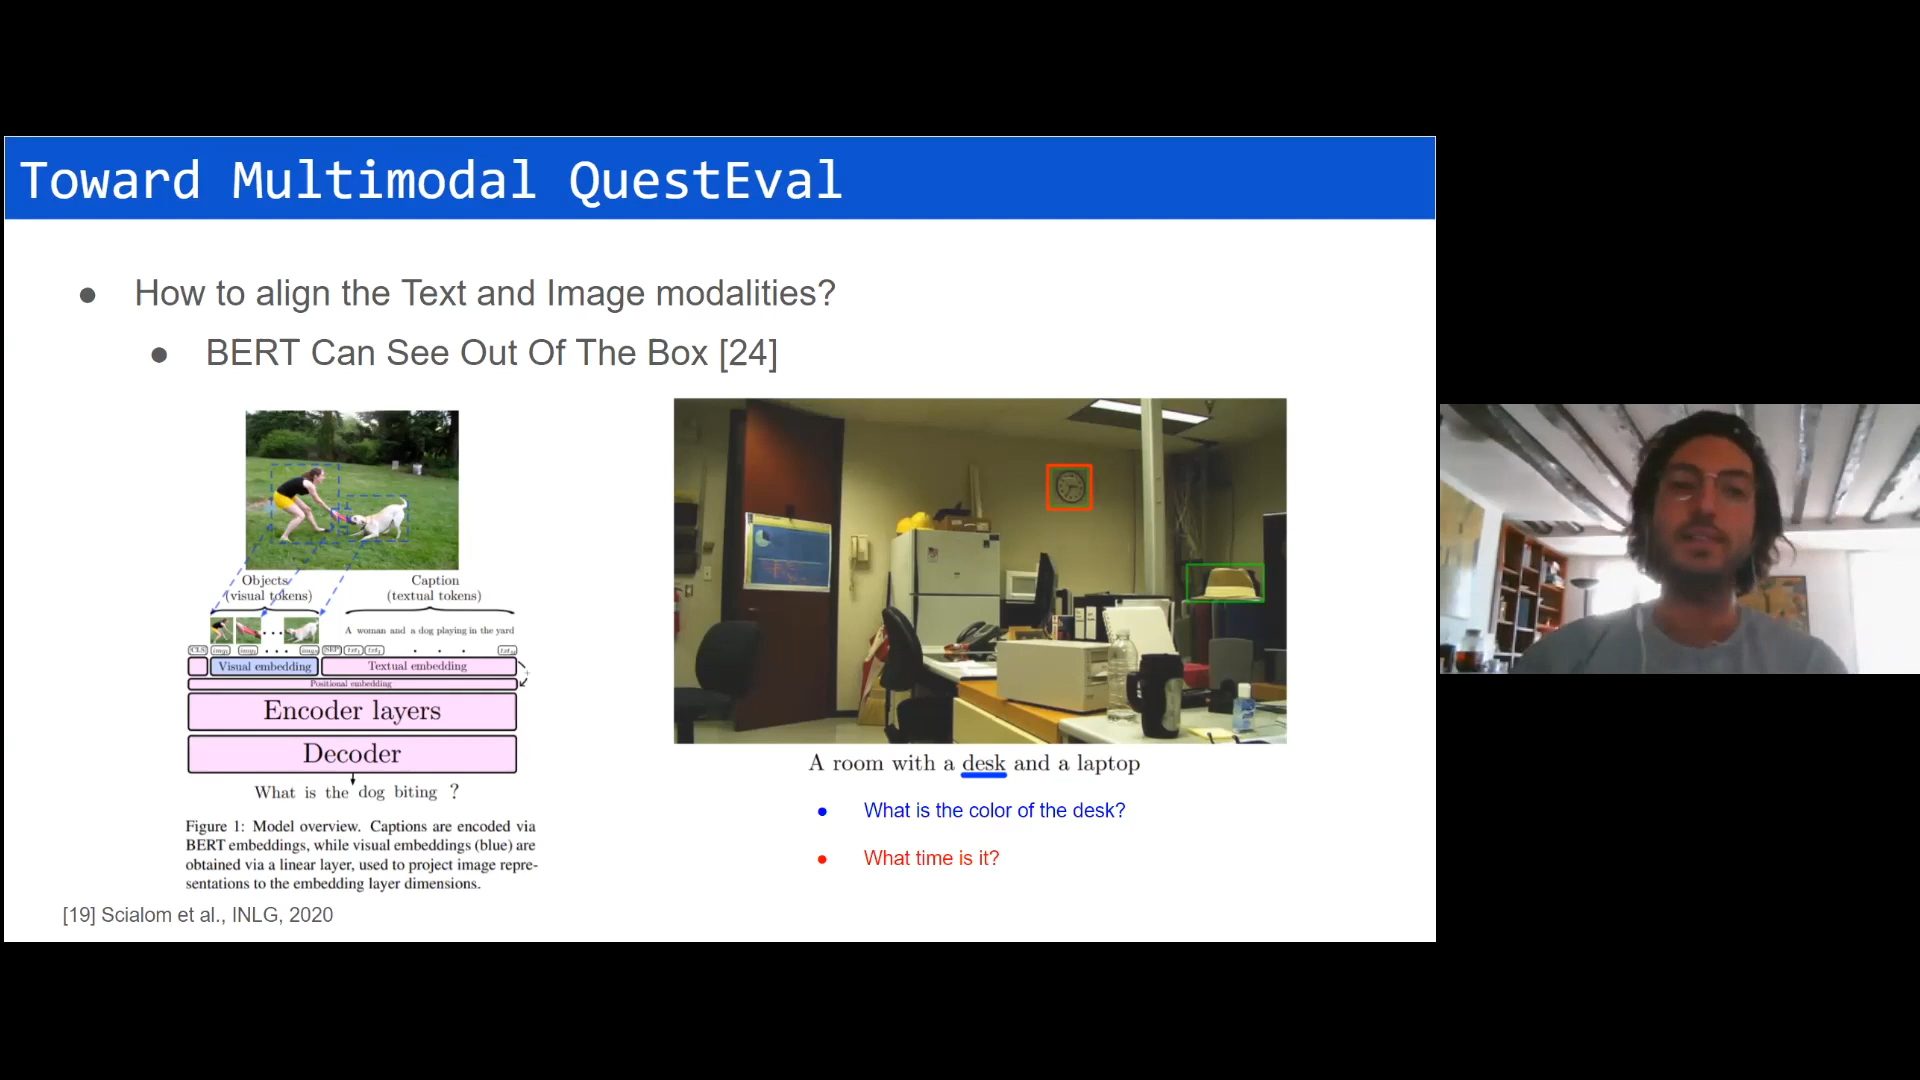 Toward Multimodal QuestEval
● How to align the Text and Image modalities?
● BERT Can See Out Of The Box [24]
Objects
(visual tokens)
Caption
(textual tokens)
A woman and a dog playing in the yard
Visual embedding
Textual embedding
Positional embedding
Encoder layers
Decoder
What is the dog biting ?
Figure 1: Model overview. Captions are encoded via
BERT embeddings, while visual embeddings (blue) are
obtained via a linear layer, used to project image repre-
sentations to the embedding layer dimensions.
[19] Scialom et al., INLG, 2020
A room with a desk and a laptop
● What is the color of the desk?
● What time is it?